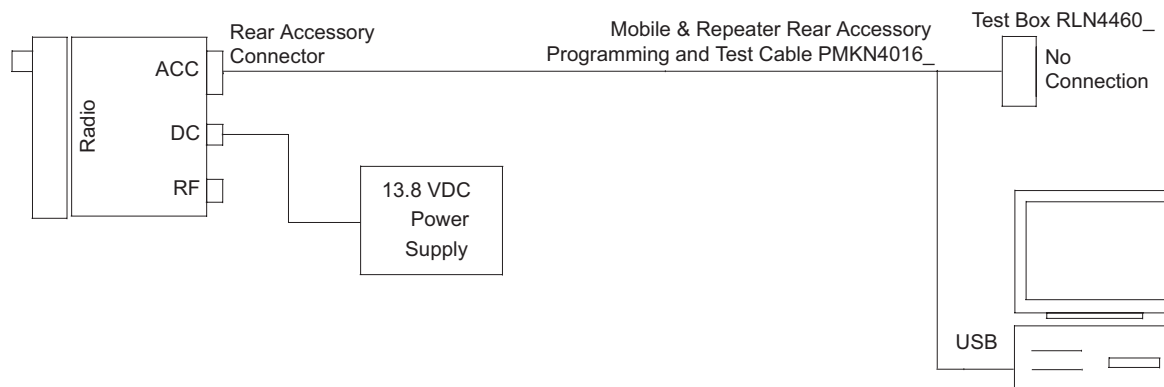 Test Box RLN4460_
No
Connection
Mobile & Repeater Rear Accessory
Programming and Test Cable PMKN4016_
Rear Accessory
Connector
ACC
DC
RF
Radio
13.8 VDC
Power
Supply
USB